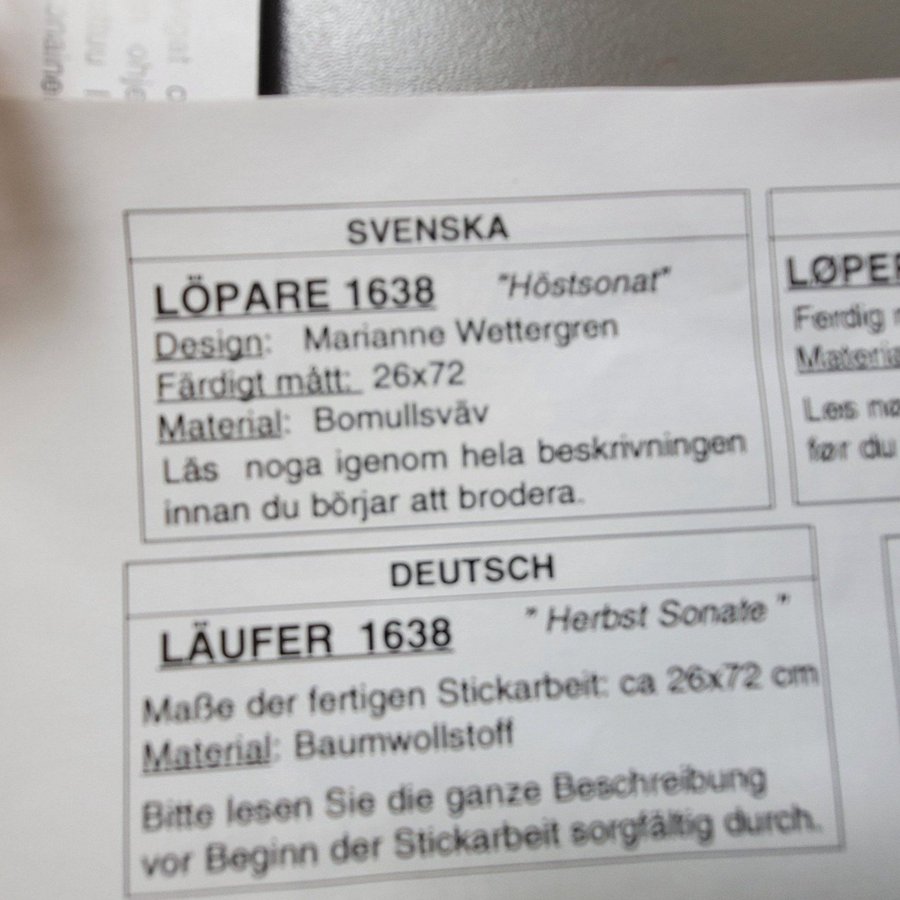 SVENSKA
LÖPARE 1638 "Höstsonat"
Design: Marianne Wettergren
Färdigt mått: 26x72
Material: Bomullsväv
Läs noga igenom hela beskrivningen
innan du börjar att brodera.
DEUTSCH
LÄUFER 1638 " Herbst Sonate "
Maße der fertigen Stickarbeit: ca 26x72 cm
Material: Baumwollstoff
Bitte lesen Sie die ganze Beschreibung
vor Beginn der Stickarbeit sorgfältig durch.
Ferdig
Les
før du